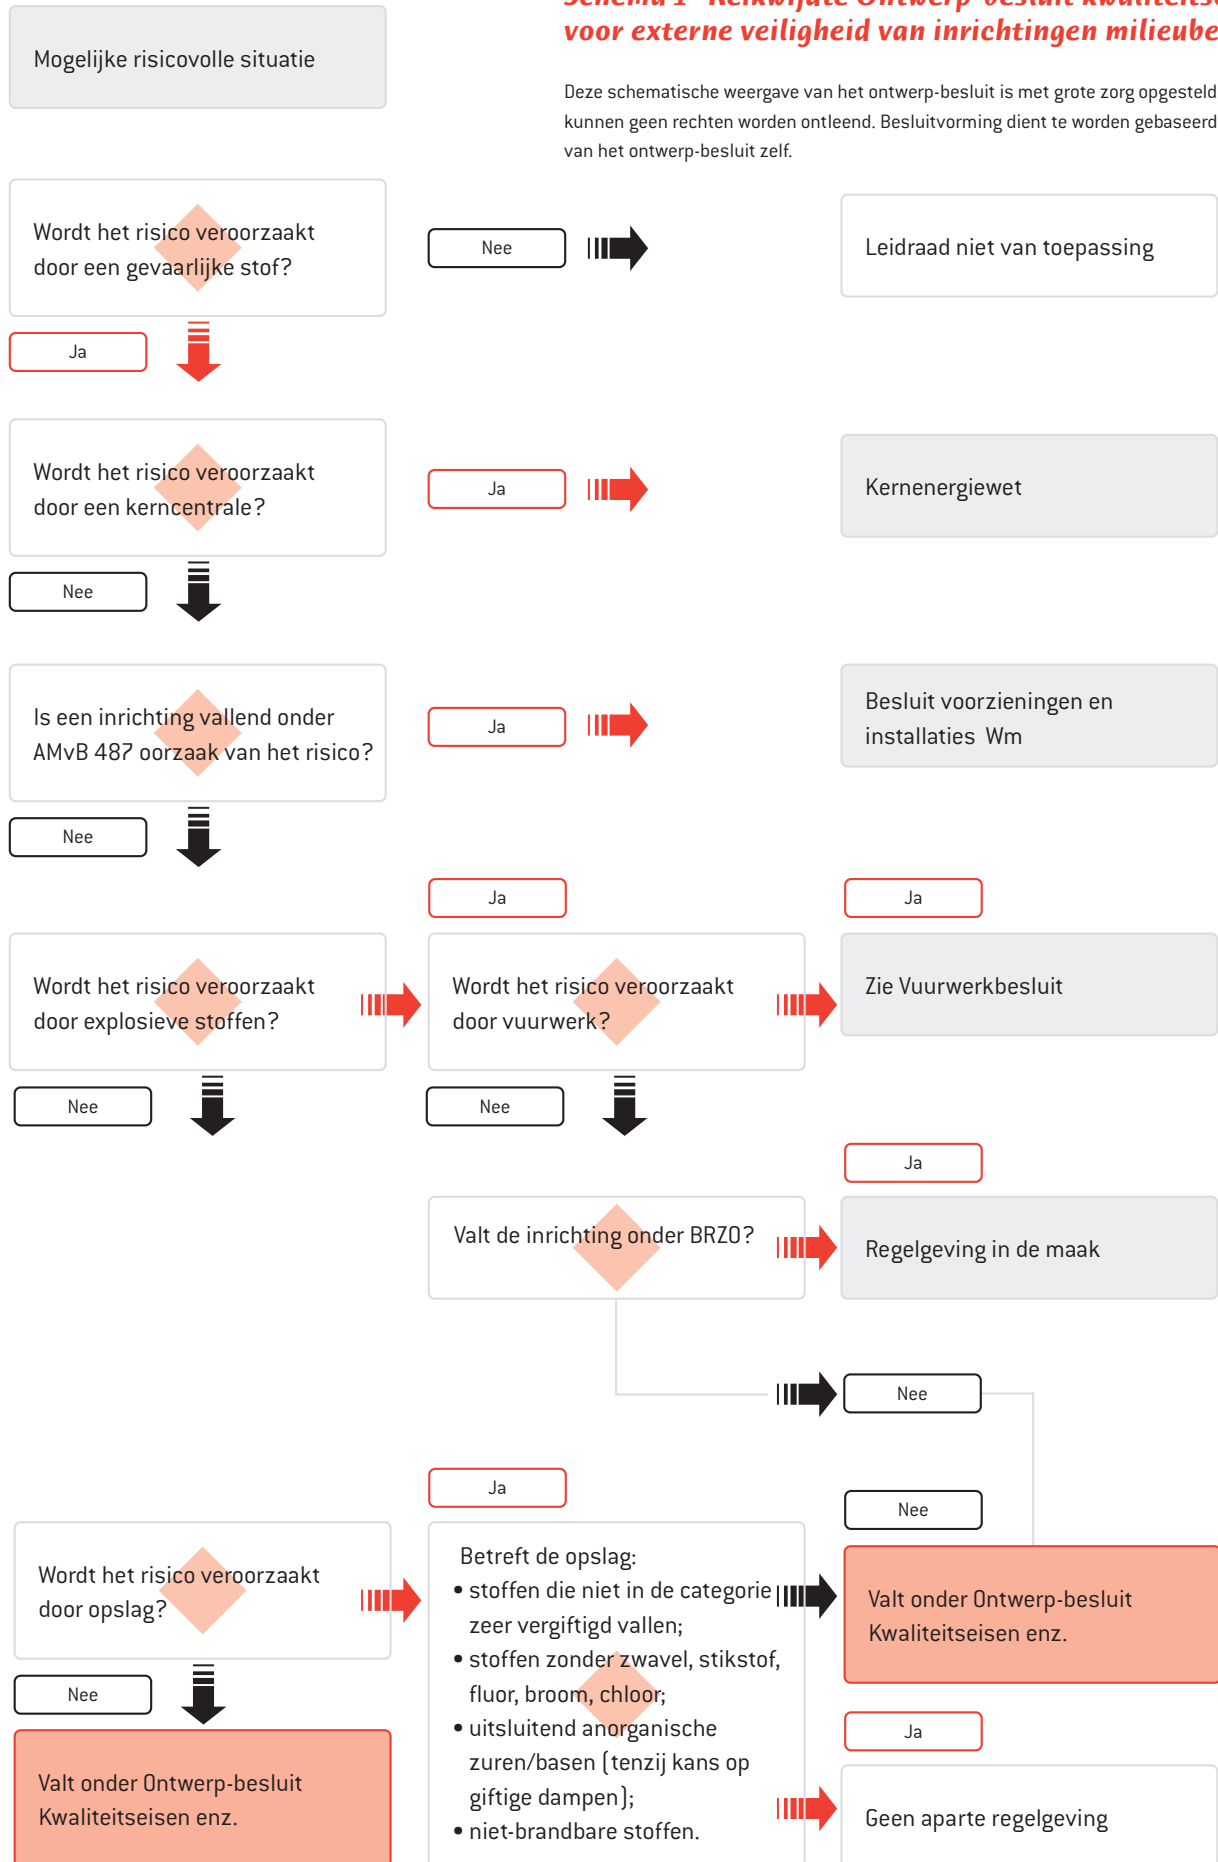 voor externe veiligheid van inrichtingen
Mogelijke risicovolle situatie
Deze schematische weergave van het ontwerp-besluit is met grote zorg opgesteld
kunnen geen rechten worden ontleend. Besluitvorming dient te worden gebaseerd
van het ontwerp-besluit zelf.
Wordt het risico veroorzaakt
door een gevaarlijke stof?
Nee
Leidraad niet van toepassing
Ja
Wordt het risico veroorzaakt
door een kerncentrale?
Ja
Kernenergiewet
Nee
Is een inrichting vallend onder
AMvB 487 oorzaak van het risico?
Ja
Besluit voorzieningen en
installaties Wm
Nee
Ja
Ja
Wordt het risico veroorzaakt
door explosieve stoffen?
Wordt het risico veroorzaakt
door vuurwerk?
Zie Vuurwerkbesluit
Nee
Nee
Ja
Valt de inrichting onder BRZO?
Regelgeving in de maak
Nee
Ja
Nee
Wordt het risico veroorzaakt
door opslag?
Betreft de opslag:
• stoffen die niet in de categorie
zeer vergiftigd vallen;
• stoffen zonder zwavel, stikstof,
fluor, broom, chloor;
• uitsluitend anorganische
zuren/basen (tenzij kans op
giftige dampen);
• niet-brandbare stoffen.
Valt onder Ontwerp-besluit
Kwaliteitseisen enz.
Nee
Ja
Valt onder Ontwerp-besluit
Kwaliteitseisen enz.
Geen aparte regelgeving